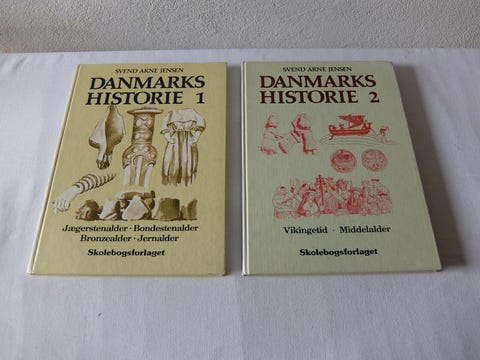 SVEND ARNE JENSEN
DANMARKS
HISTORIE 1
Jægerstenalder · Bondestenalder
Bronzealder · Jernalder
Skolebogsforlaget
SVEND ARNE JENSEN
DANMARKS
HISTORIE 2
Vikingetid · Middelalder
Skolebogsforlaget